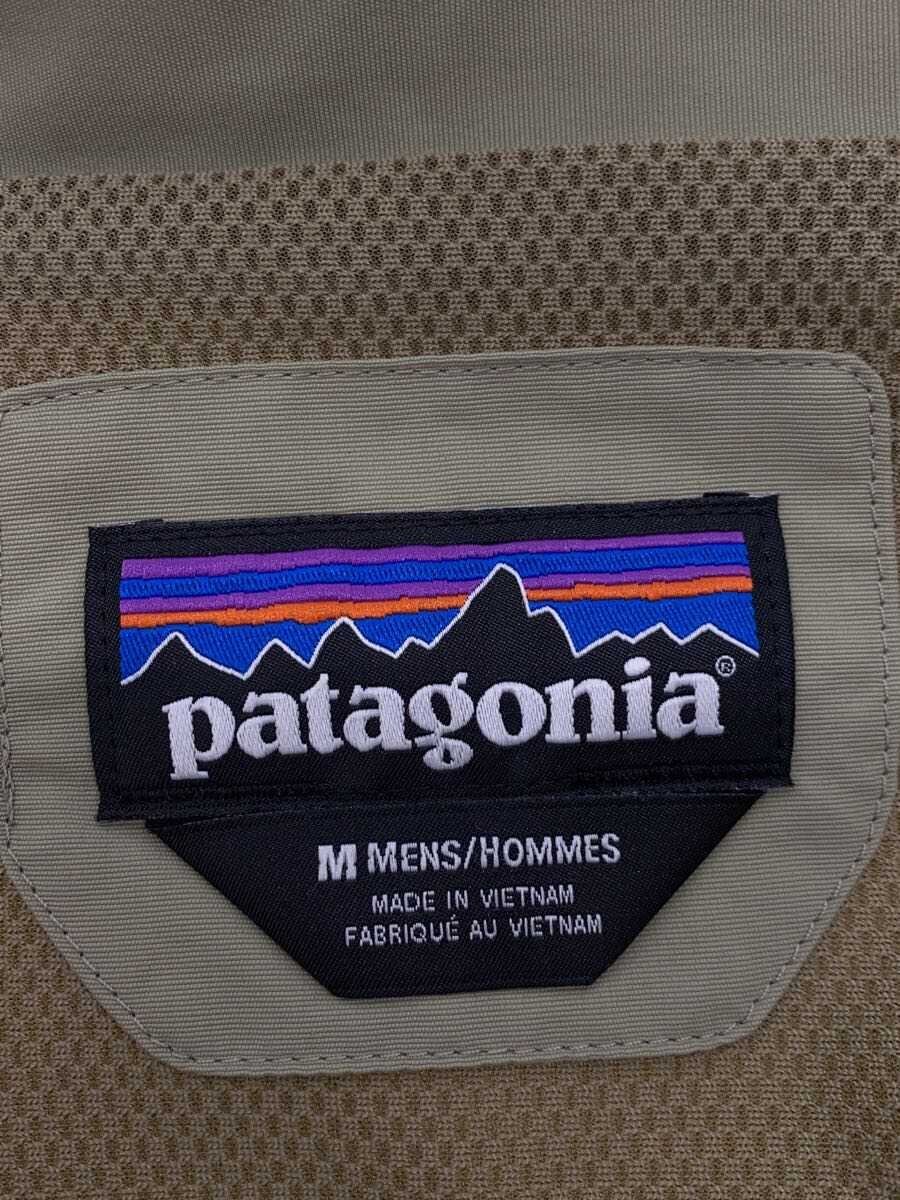 patagonia®
M MENS/HOMMES
MADE IN VIETNAM
FABRIQUÉ AU VIETNAM